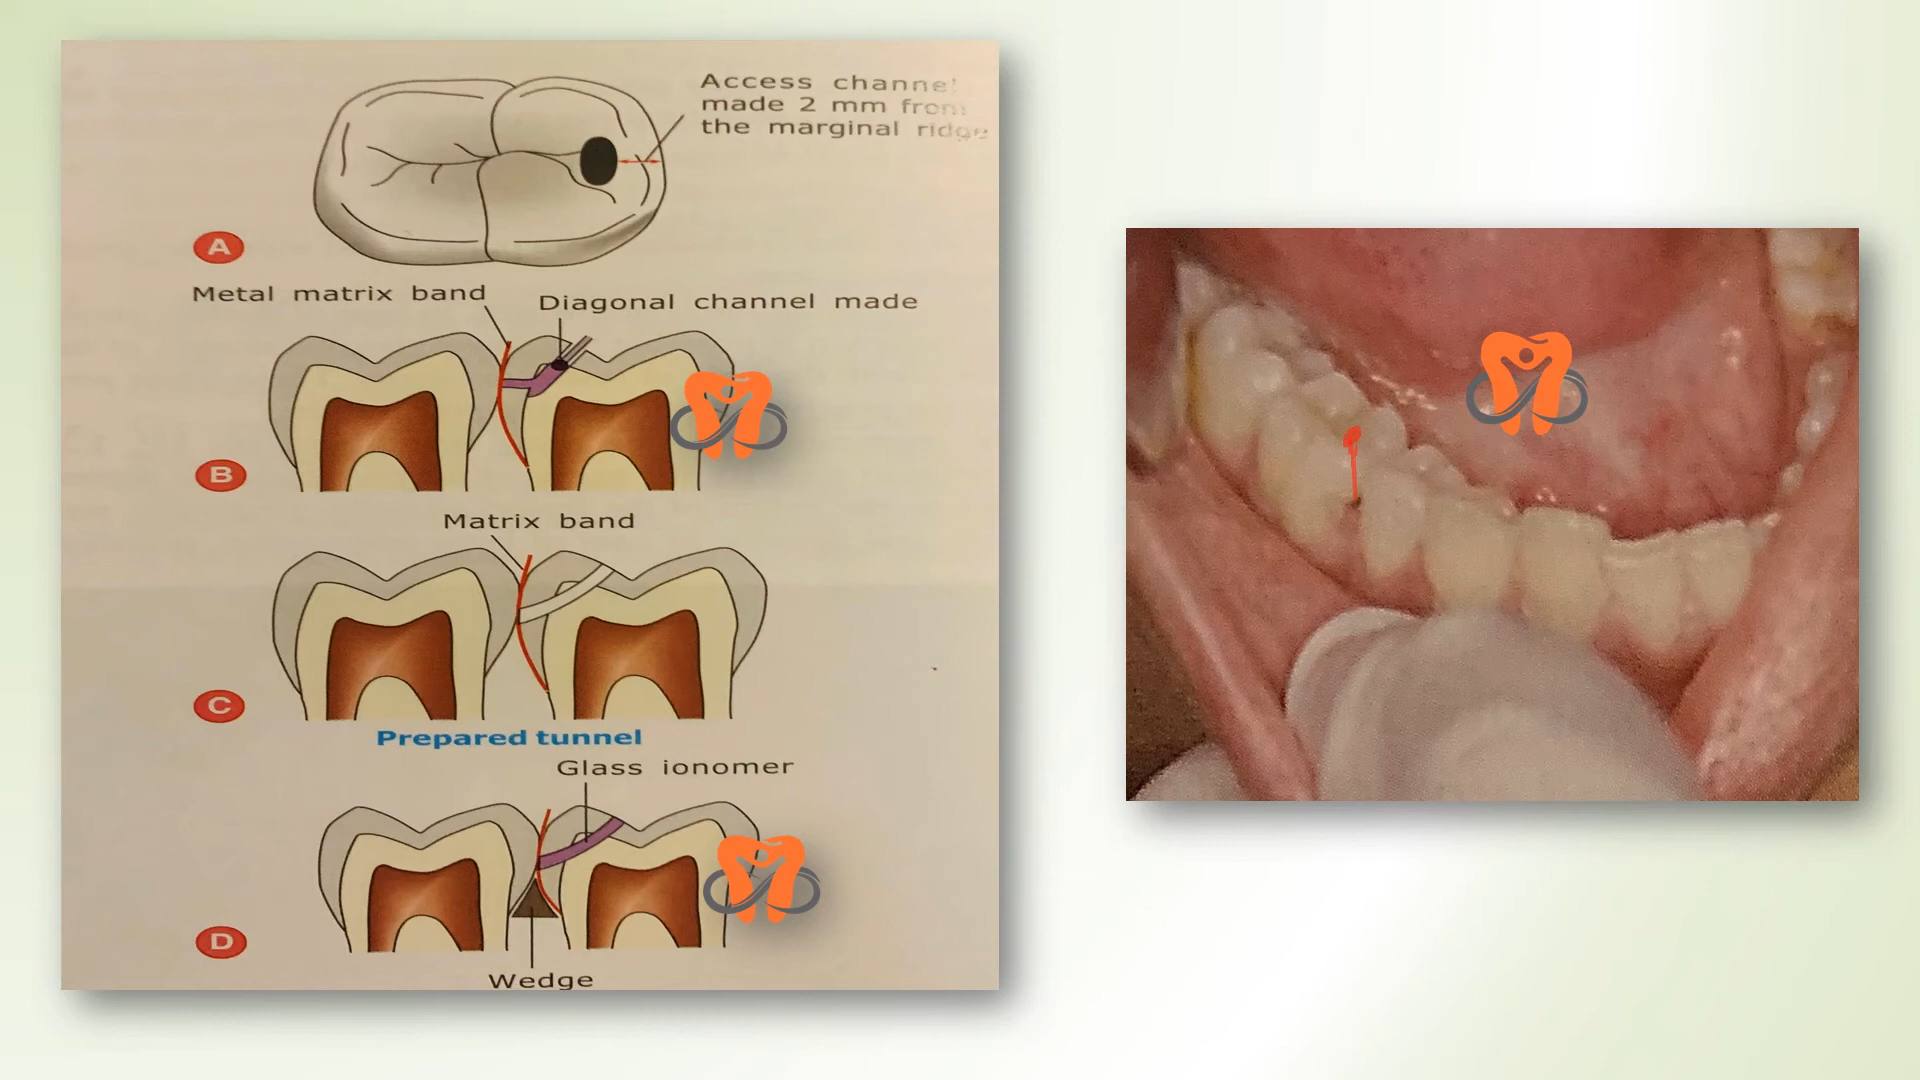 Access channel
made 2 mm from
the marginal ridge
A
Metal matrix band
Diagonal channel made
B
Matrix band
C
Prepared tunnel
Glass ionomer
D
Wedge